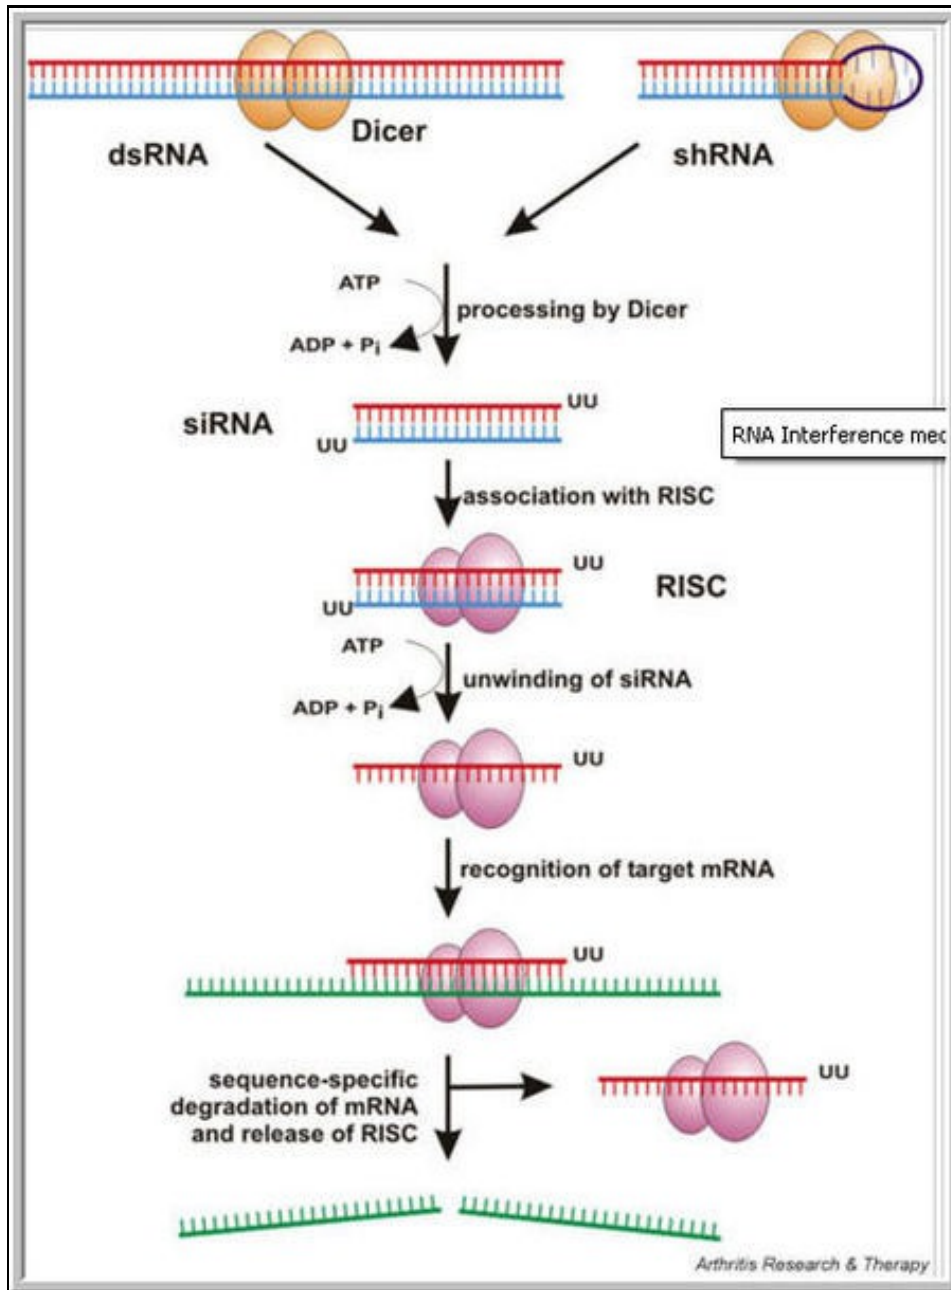 dsRNA
Dicer
shRNA
ATP
ADP + Pi
processing by Dicer
siRNA
UU
UU
RNA Interference mec
association with RISC
UU
UU
RISC
ATP
ADP + Pi
unwinding of siRNA
UU
recognition of target mRNA
UU
sequence-specific
degradation of mRNA
and release of RISC
UU
Arthritis Research & Therapy